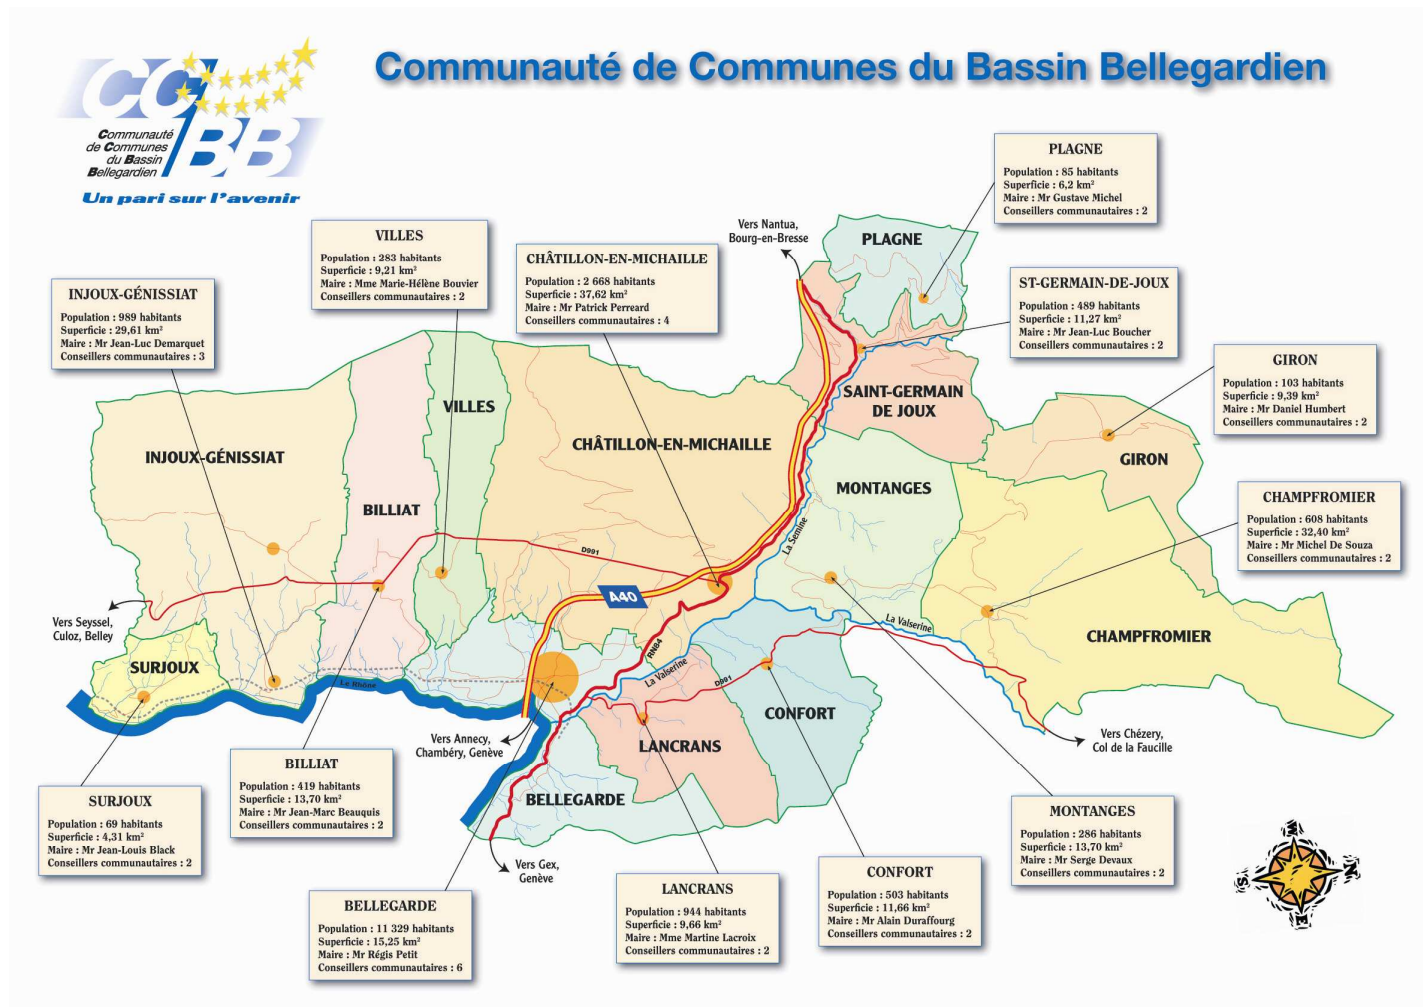 Communauté de Communes du Bassin Bellegardien
CC
BB
Communauté
de Communes
du Bassin
Bellegardien
Un pari sur l'avenir
PLAGNE
Population : 85 habitants
Superficie : 6,2 km²
Maire : Mr Gustave Michel
Conseillers communautaires : 2
VILLES
Population : 283 habitants
Superficie : 9,21 km²
Maire : Mme Marie-Hélène Bouvier
Conseillers communautaires : 2
CHÂTILLON-EN-MICHAILLE
Population : 2 668 habitants
Superficie : 37,62 km²
Maire : Mr Patrick Perreard
Conseillers communautaires : 4
INJOUX-GÉNISSIAT
Population : 989 habitants
Superficie : 29,61 km²
Maire : Mr Jean-Luc Demarquet
Conseillers communautaires : 3
ST-GERMAIN-DE-JOUX
Population : 489 habitants
Superficie : 11,27 km²
Maire : Mr Jean-Luc Boucher
Conseillers communautaires : 2
GIRON
Population : 103 habitants
Superficie : 9,39 km²
Maire : Mr Daniel Humbert
Conseillers communautaires : 2
CHAMPFROMIER
Population : 608 habitants
Superficie : 32,40 km²
Maire : Mr Michel De Souza
Conseillers communautaires : 2
Vers Nantua,
Bourg-en-Bresse
PLAGNE
SAINT-GERMAIN
DE JOUX
VILLES
CHÂTILLON-EN-MICHAILLE
INJOUX-GÉNISSIAT
GIRON
MONTANGES
BILLIAT
La Semine
D991
A40
Vers Seyssel,
Culoz, Belley
La Valserine
CHAMPFROMIER
RN84
SURJOUX
La Valserine
D991
Le Rhône
CONFORT
LANCRANS
Vers Annecy,
Chambéry, Genève
Vers Chézery,
Col de la Faucille
BELLEGARDE
Vers Gex,
Genève
BILLIAT
Population : 419 habitants
Superficie : 13,70 km²
Maire : Mr Jean-Marc Beauquis
Conseillers communautaires : 2
SURJOUX
Population : 69 habitants
Superficie : 4,31 km²
Maire : Mr Jean-Louis Black
Conseillers communautaires : 2
MONTANGES
Population : 286 habitants
Superficie : 13,70 km²
Maire : Mr Serge Devaux
Conseillers communautaires : 2
CONFORT
Population : 503 habitants
Superficie : 11,66 km²
Maire : Mr Alain Duraffourg
Conseillers communautaires : 2
LANCRANS
Population : 944 habitants
Superficie : 9,66 km²
Maire : Mme Martine Lacroix
Conseillers communautaires : 2
BELLEGARDE
Population : 11 329 habitants
Superficie : 15,25 km²
Maire : Mr Régis Petit
Conseillers communautaires : 6
W
S
N
E